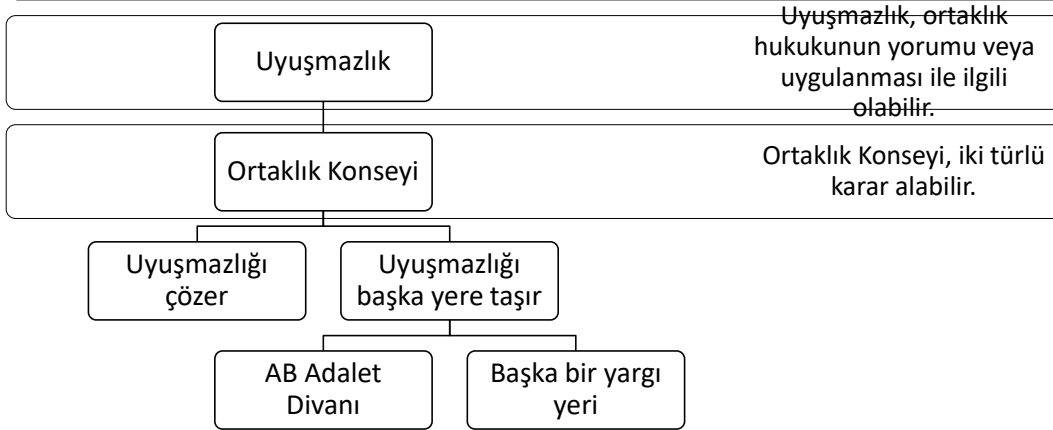 Uyuşmazlık
Uyuşmazlık, ortaklık
hukukunun yorumu veya
uygulanması ile ilgili
olabilir.
Ortaklık Konseyi
Ortaklık Konseyi, iki türlü
karar alabilir.
Uyuşmazlığı
çözer
Uyuşmazlığı
başka yere taşır
AB Adalet
Divanı
Başka bir yargı
yeri